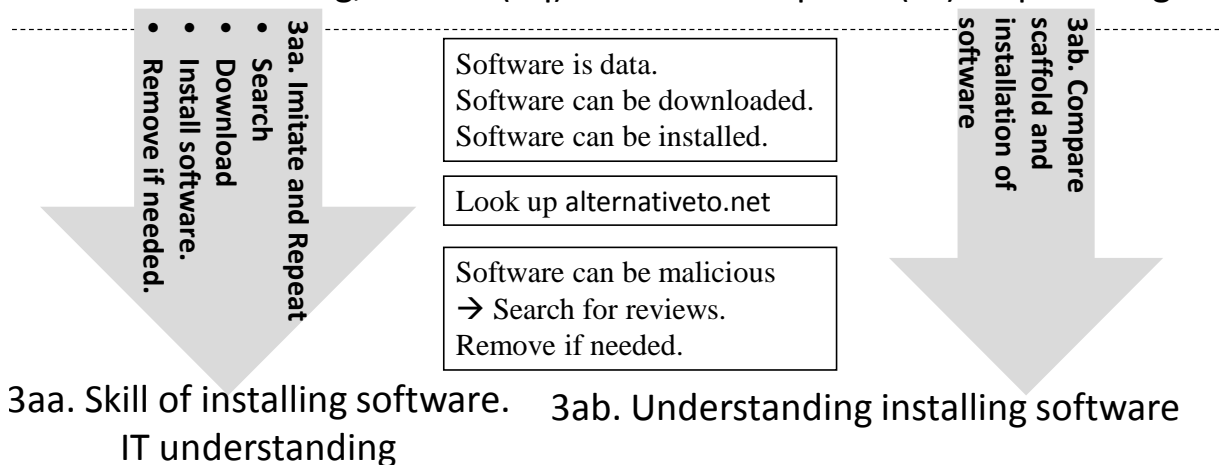 3aa. Imitate and Repeat
• Search
• Download
• Install software.
• Remove if needed.
Software is data.
Software can be downloaded.
Software can be installed.
Look up alternativeto.net
Software can be malicious
→ Search for reviews.
Remove if needed.
3ab. Compare
scaffold and
installation of
software
3aa. Skill of installing software.
IT understanding
3ab. Understanding installing software